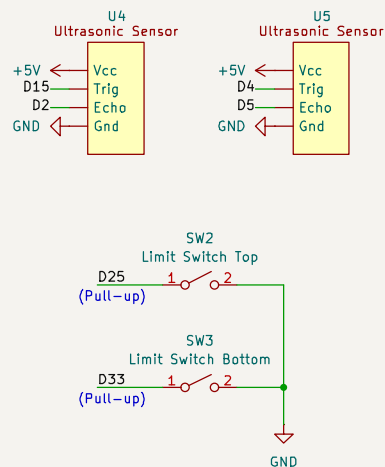 U4
Ultrasonic Sensor
+5V Vcc
D15 Trig
D2 Echo
GND Gnd
U5
Ultrasonic Sensor
+5V Vcc
D4 Trig
D5 Echo
GND Gnd
SW2
Limit Switch Top
D25 1 2
(Pull-up)
SW3
Limit Switch Bottom
D33 1 2
(Pull-up)
GND